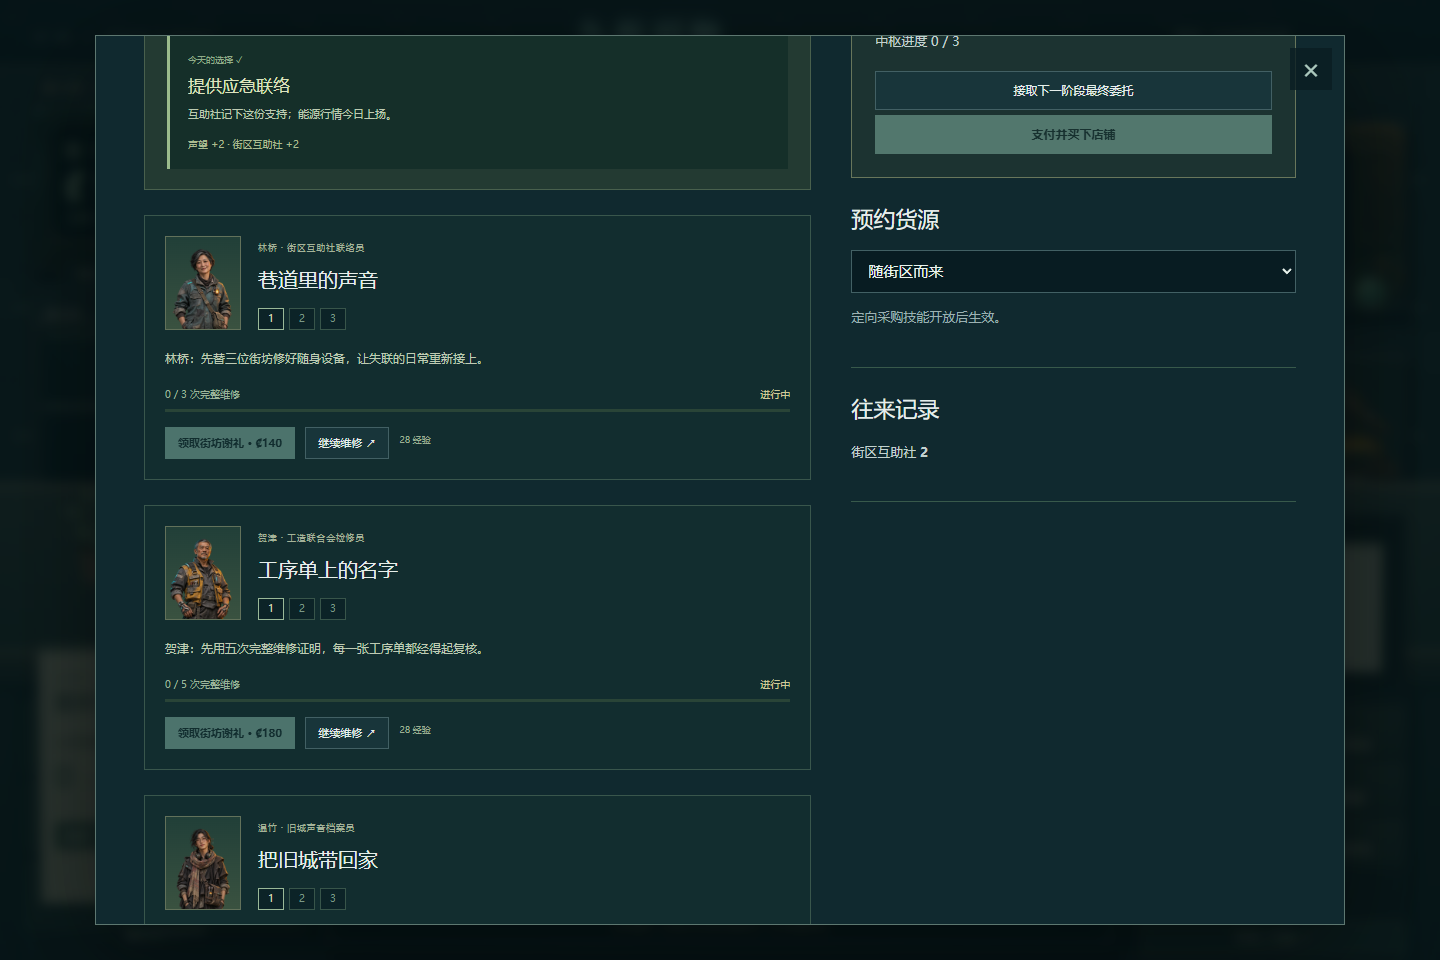 今天的选择 ✓
提供应急联络
互助社记下这份支持；能源行情今日上扬。
声望 +2 · 街区互助社 +2
林桥 · 街区互助社联络员
巷道里的声音
1 2 3
林桥：先替三位街坊修好随身设备，让失联的日常重新接上。
0 / 3 次完整维修 进行中
领取街坊谢礼 • ₡140 继续维修 ↗ 28 经验
贺津 · 工造联合会检修员
工序单上的名字
1 2 3
贺津：先用五次完整维修证明，每一张工序单都经得起复核。
0 / 5 次完整维修 进行中
领取街坊谢礼 • ₡180 继续维修 ↗ 28 经验
温竹 · 旧城声音档案员
把旧城带回家
1 2 3
中枢进度 0 / 3
接取下一阶段最终委托
支付并买下店铺
×
预约货源
随街区而来
定向采购技能开放后生效。
往来记录
街区互助社 2